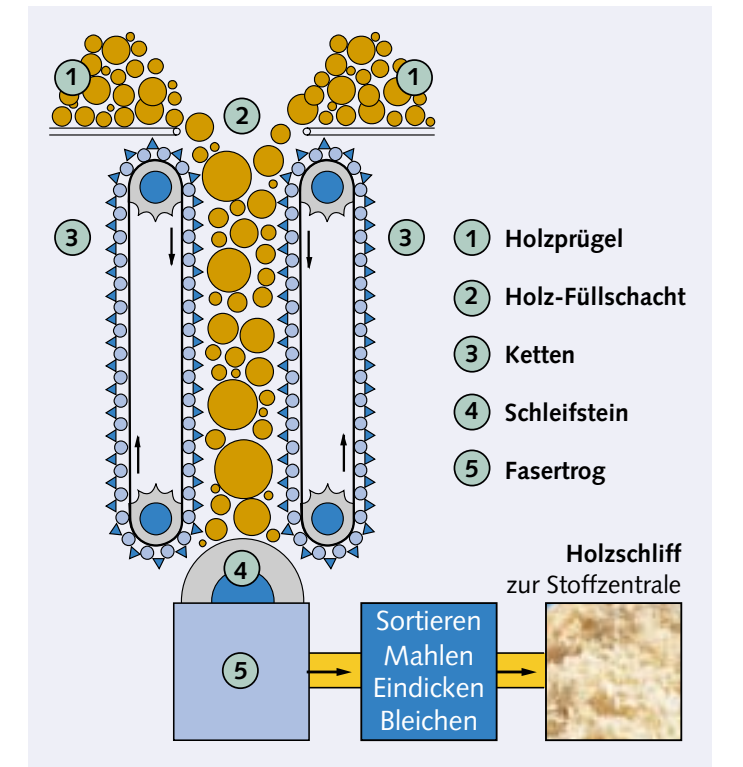 1
1
2
3
3
1 Holzprügel
2 Holz-Füllschacht
3 Ketten
4 Schleifstein
5 Fasertrog
4
Holzschliff
zur Stoffzentrale
5
Sortieren
Mahlen
Eindicken
Bleichen